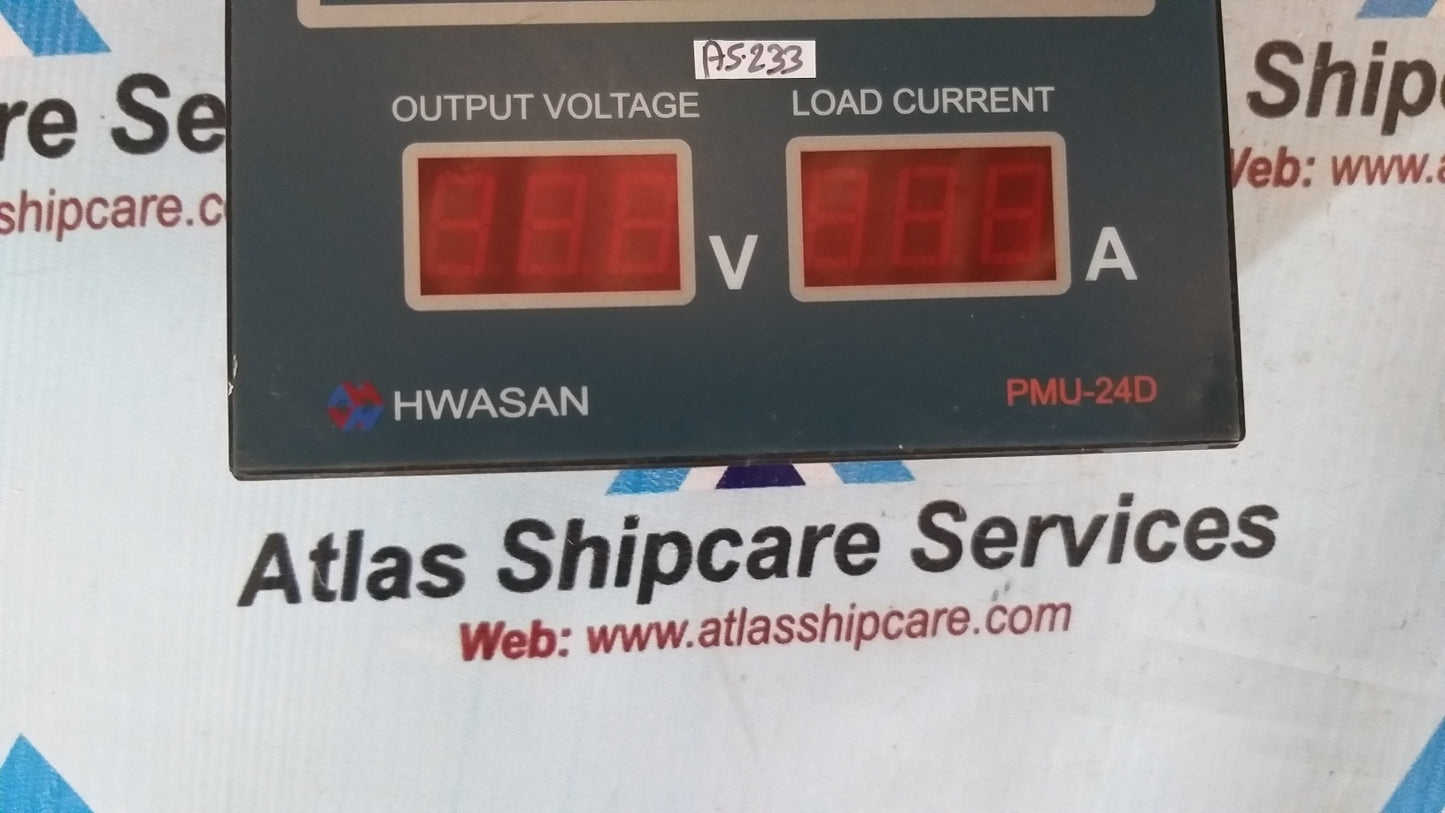 AS-233
OUTPUT VOLTAGE
LOAD CURRENT
V
A
HWASAN
PMU-24D
re Se
shipcare.c
Ship
Web: www.a
Atlas Shipcare Services
Web: www.atlasshipcare.com